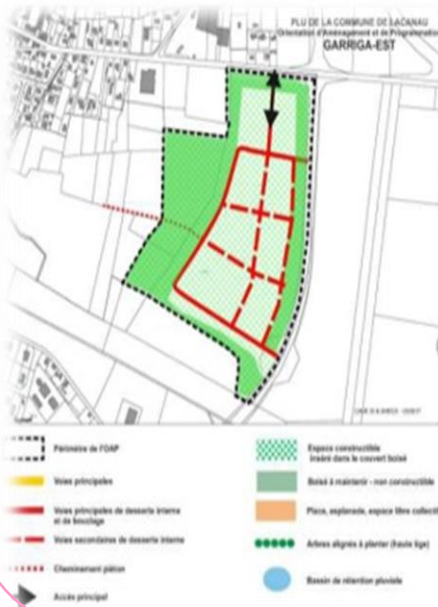 PLU DE LA COMMUNE DE LACANAU
Orientation d'Aménagement et de Programmation
GARRIGA-EST
Périmètre de l'OAP
Voies principales
Voies principales de desserte interne
et de bouclage
Voies secondaires de desserte interne
Cheminement piéton
Accès principal
Espace constructible
inséré dans le couvert boisé
Boisé à maintenir - non constructible
Place, esplanade, espace libre collectif
Arbres alignés à planter (haute tige)
Bassin de rétention pluviale